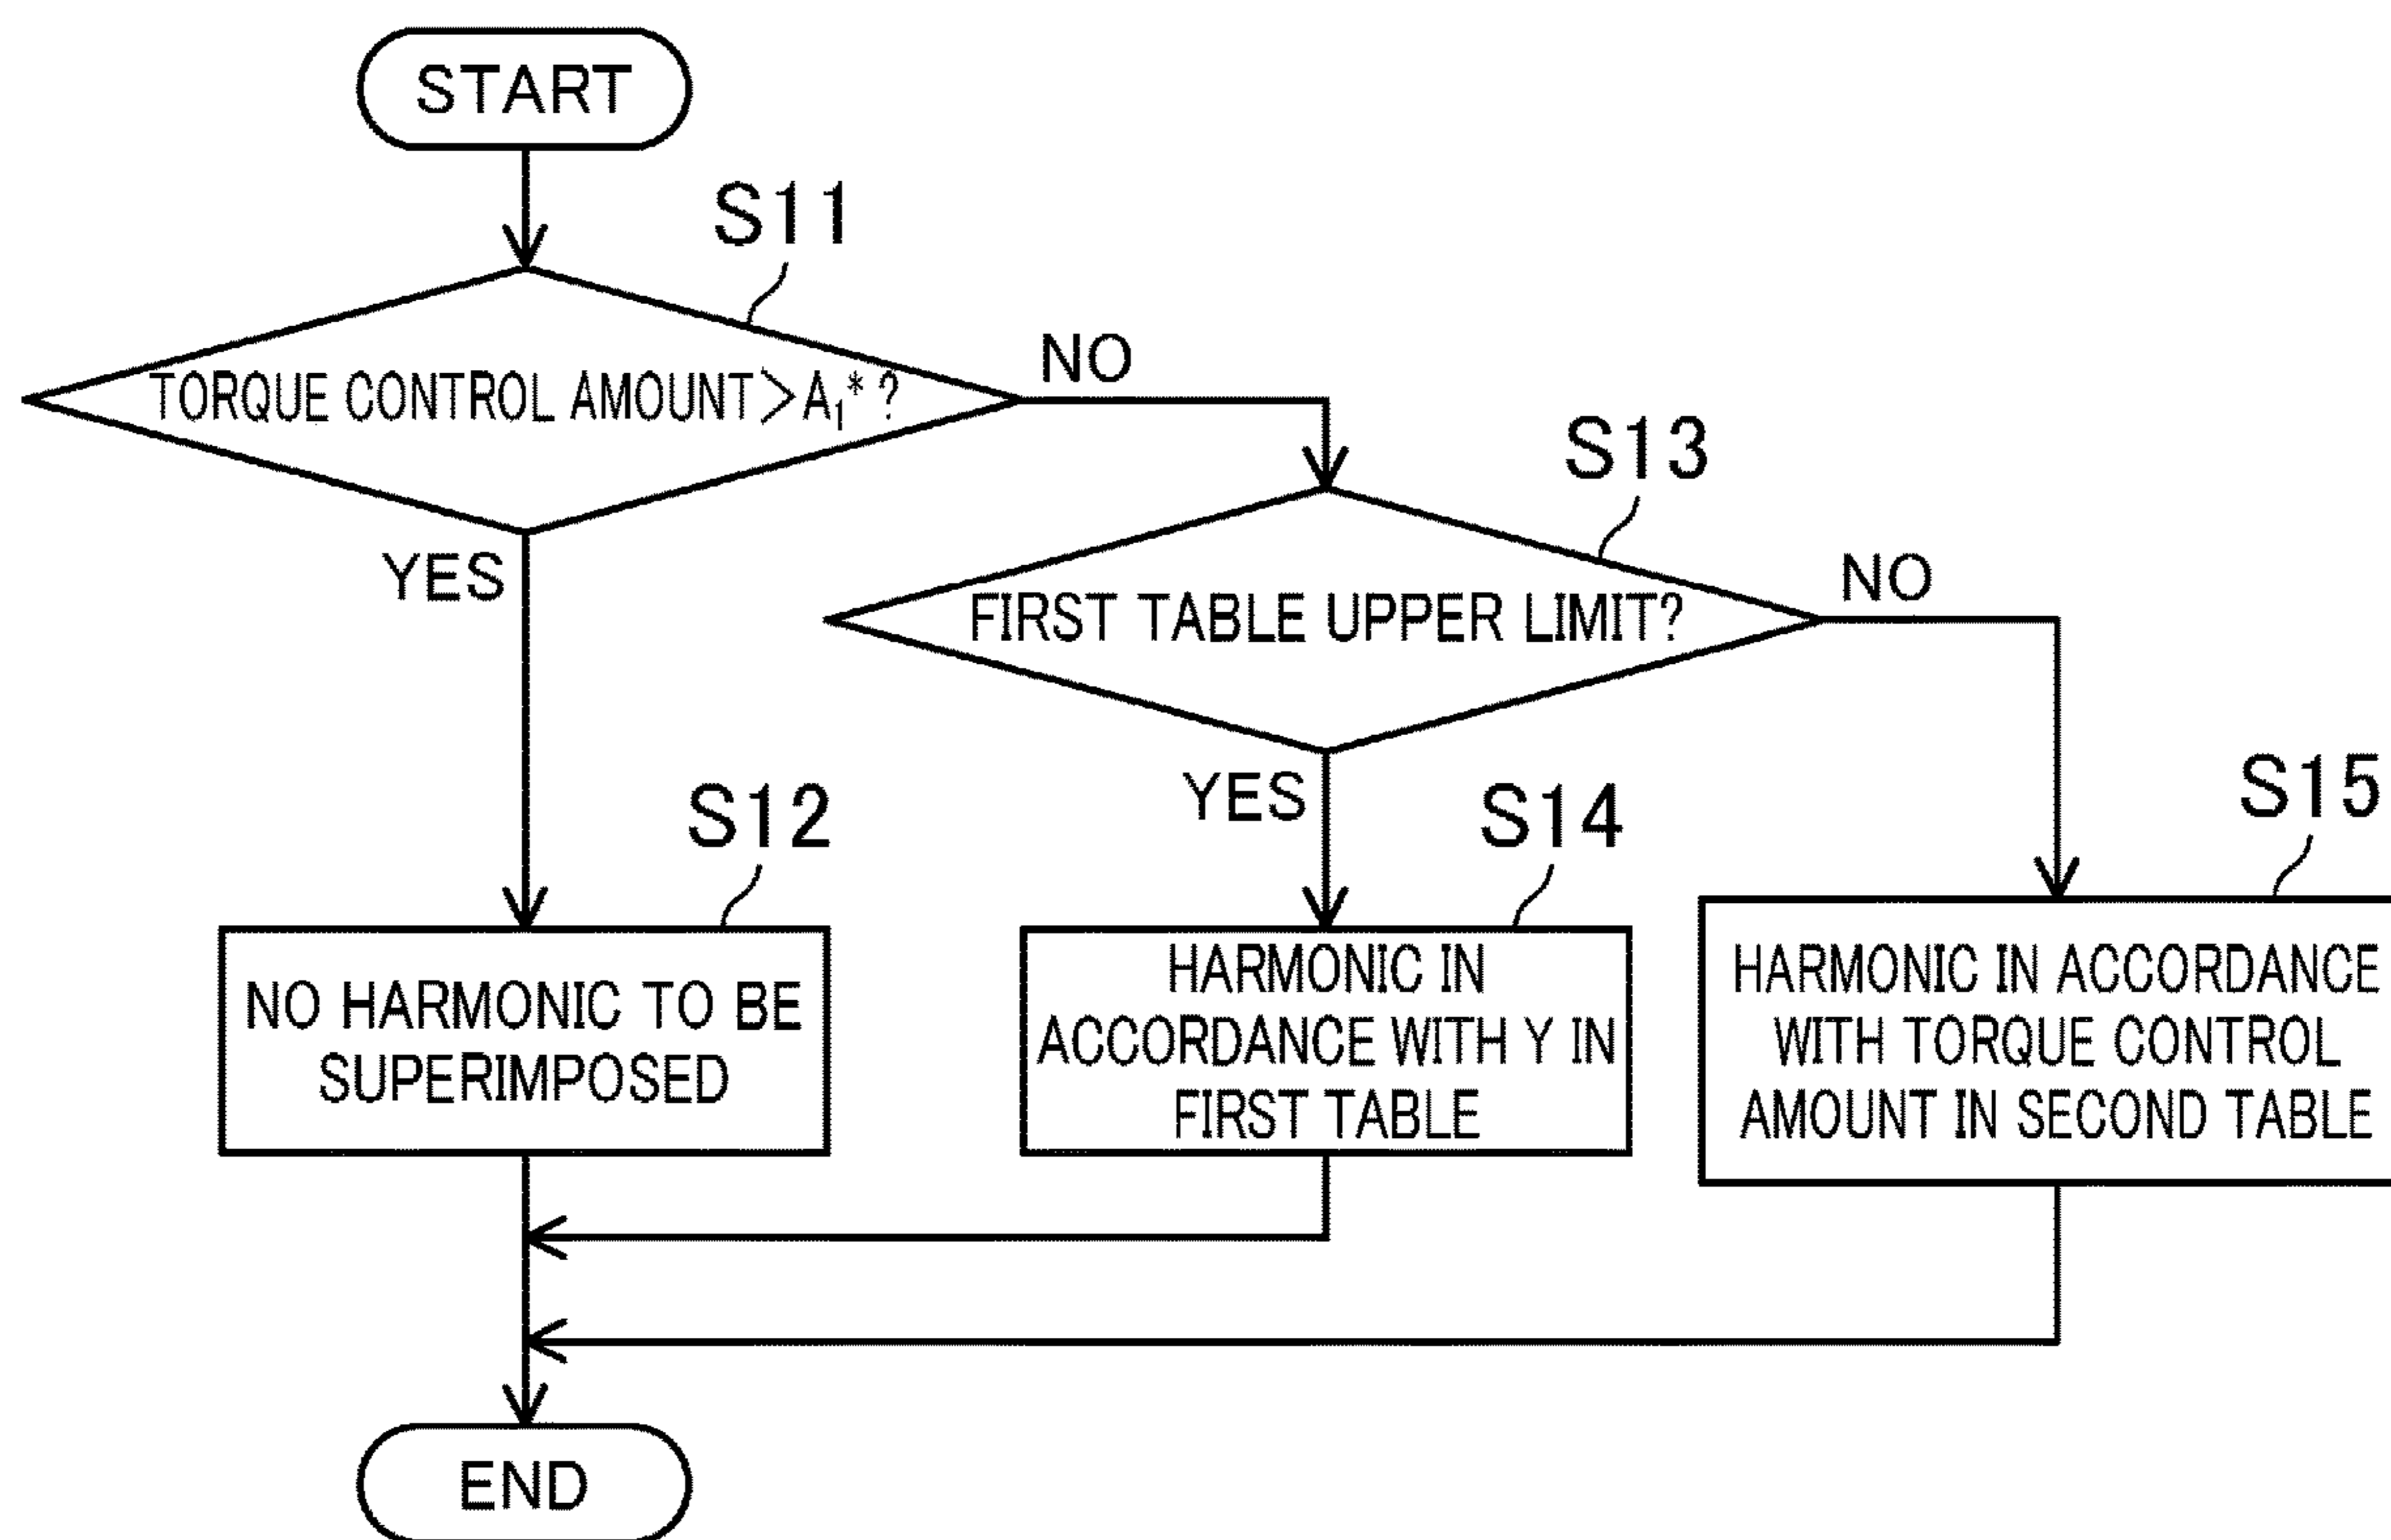 START
S11
TORQUE CONTROL AMOUNT>A₁*?
NO
YES
S13
FIRST TABLE UPPER LIMIT?
NO
YES
S12
NO HARMONIC TO BE
SUPERIMPOSED
S14
HARMONIC IN
ACCORDANCE WITH Y IN
FIRST TABLE
S15
HARMONIC IN ACCORDANCE
WITH TORQUE CONTROL
AMOUNT IN SECOND TABLE
END